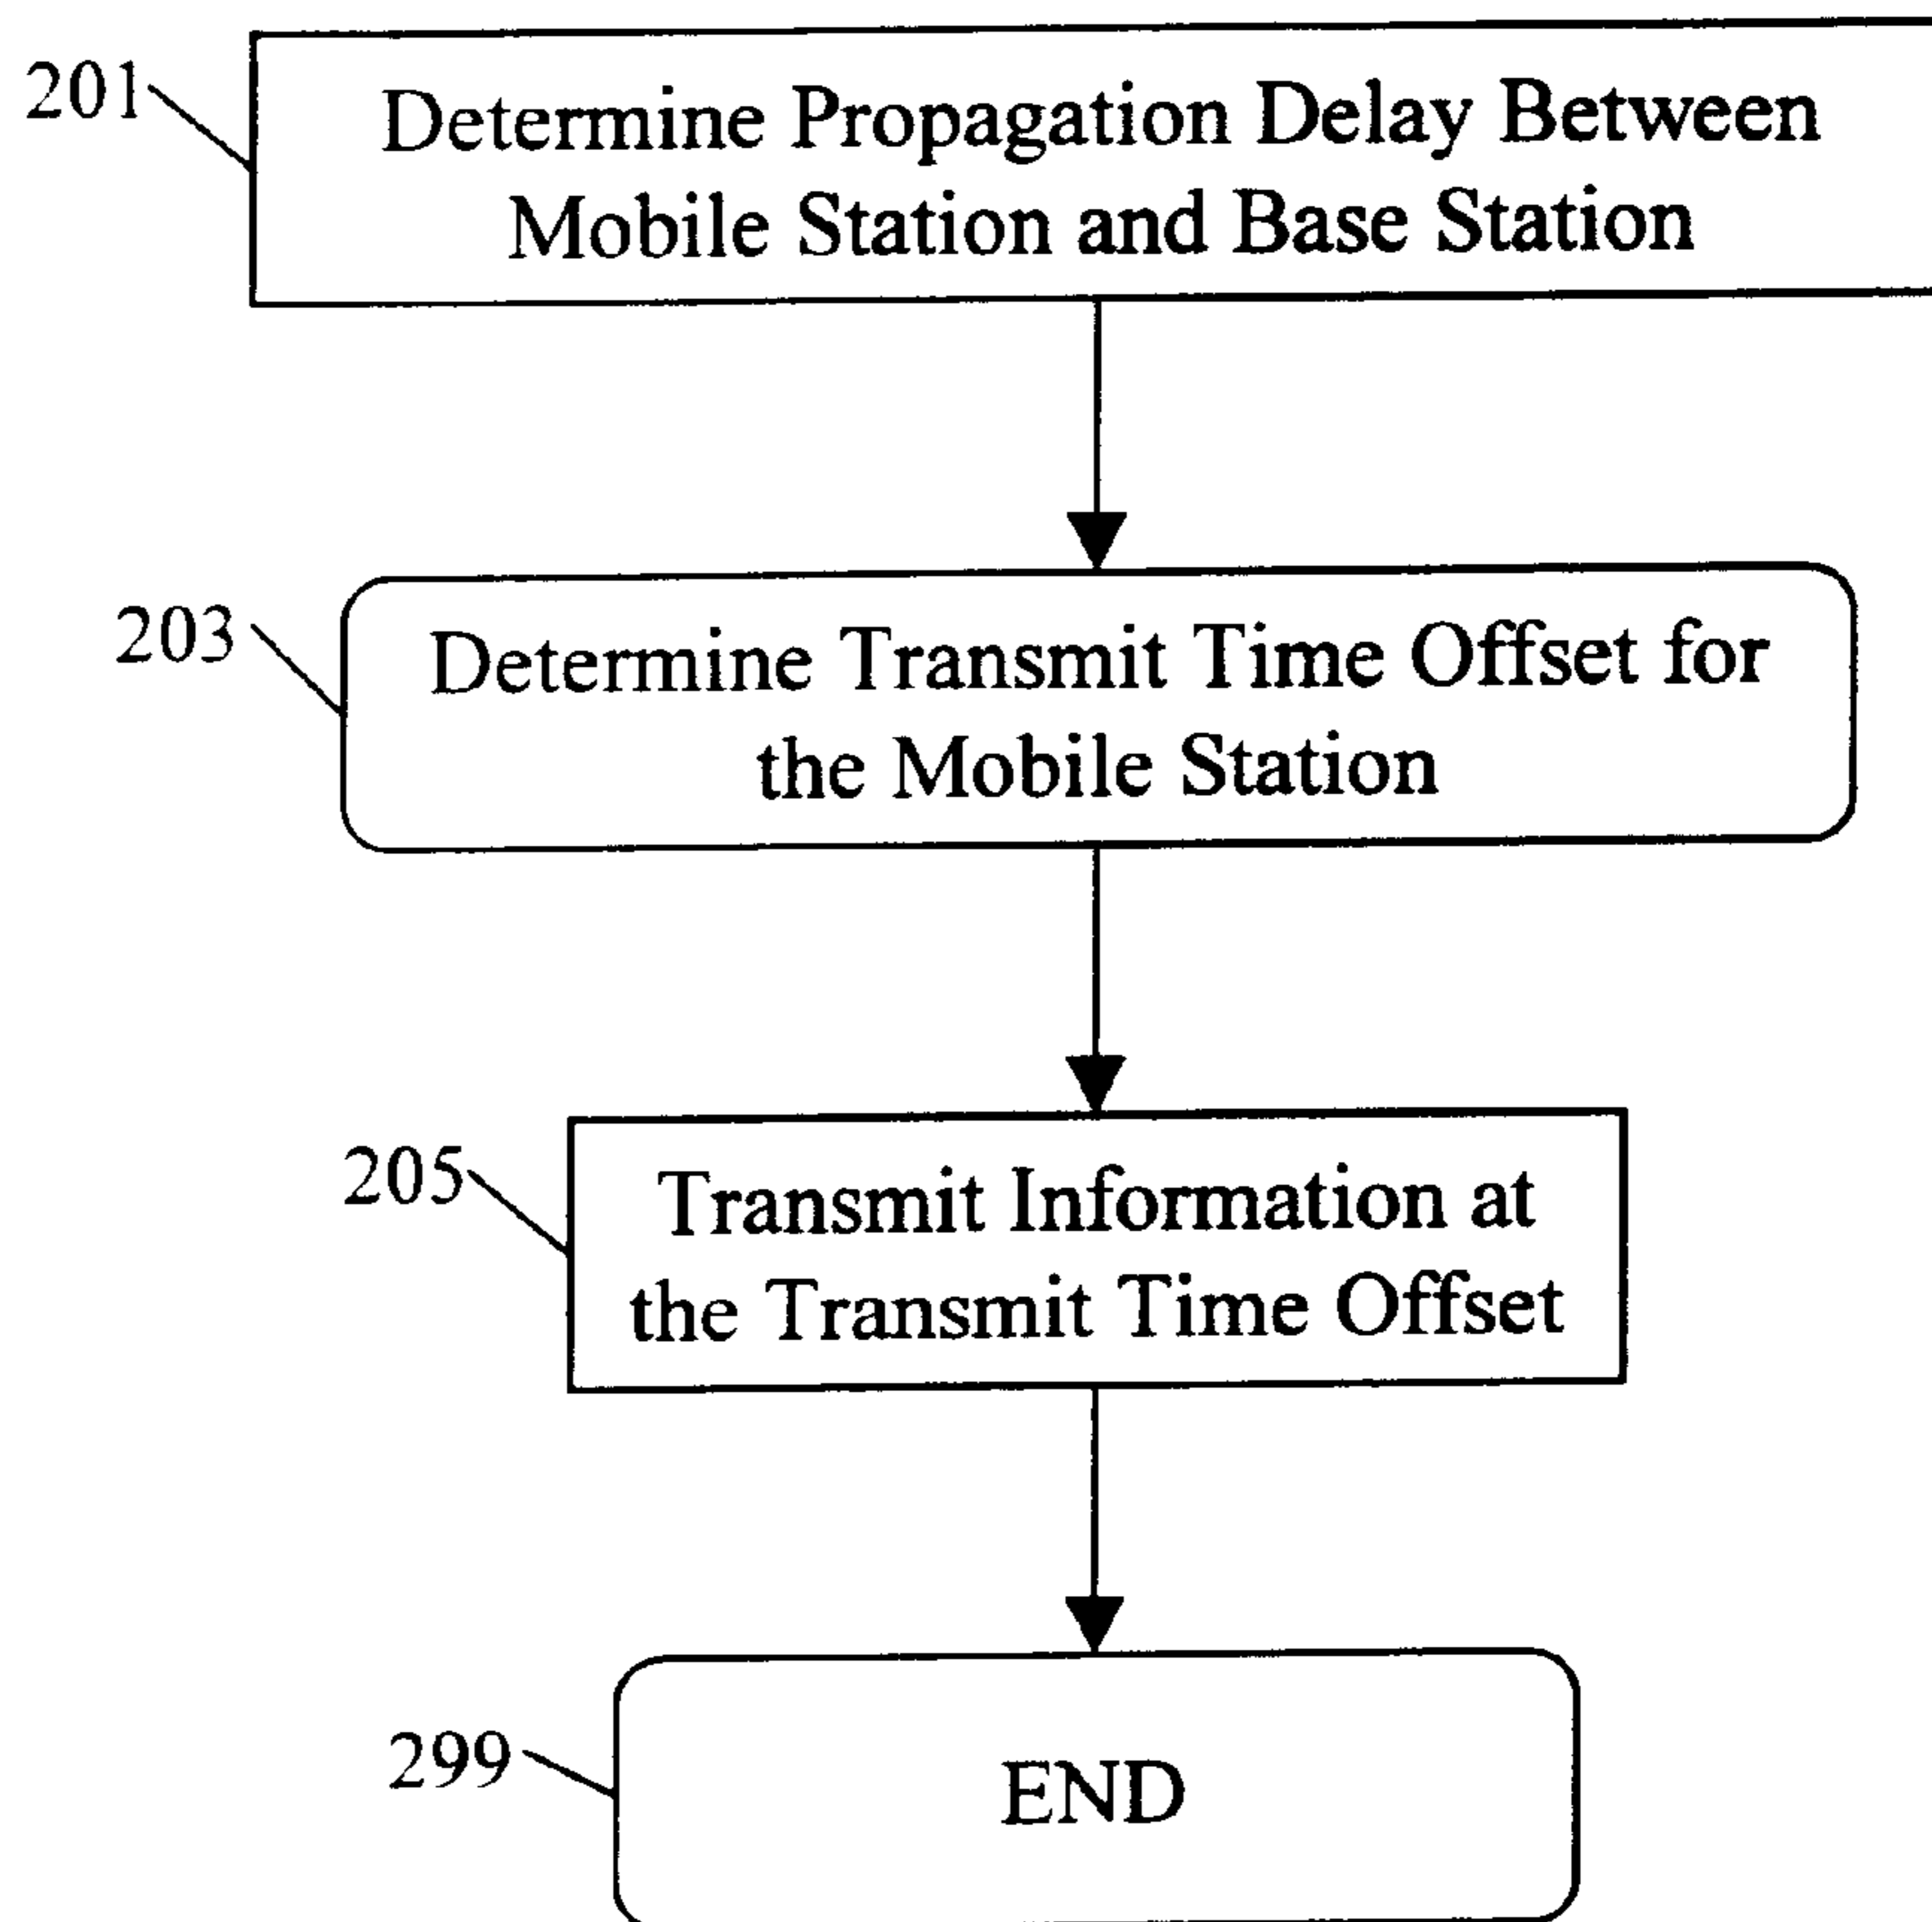 201
Determine Propagation Delay Between
Mobile Station and Base Station
203
Determine Transmit Time Offset for
the Mobile Station
205
Transmit Information at
the Transmit Time Offset
299
END